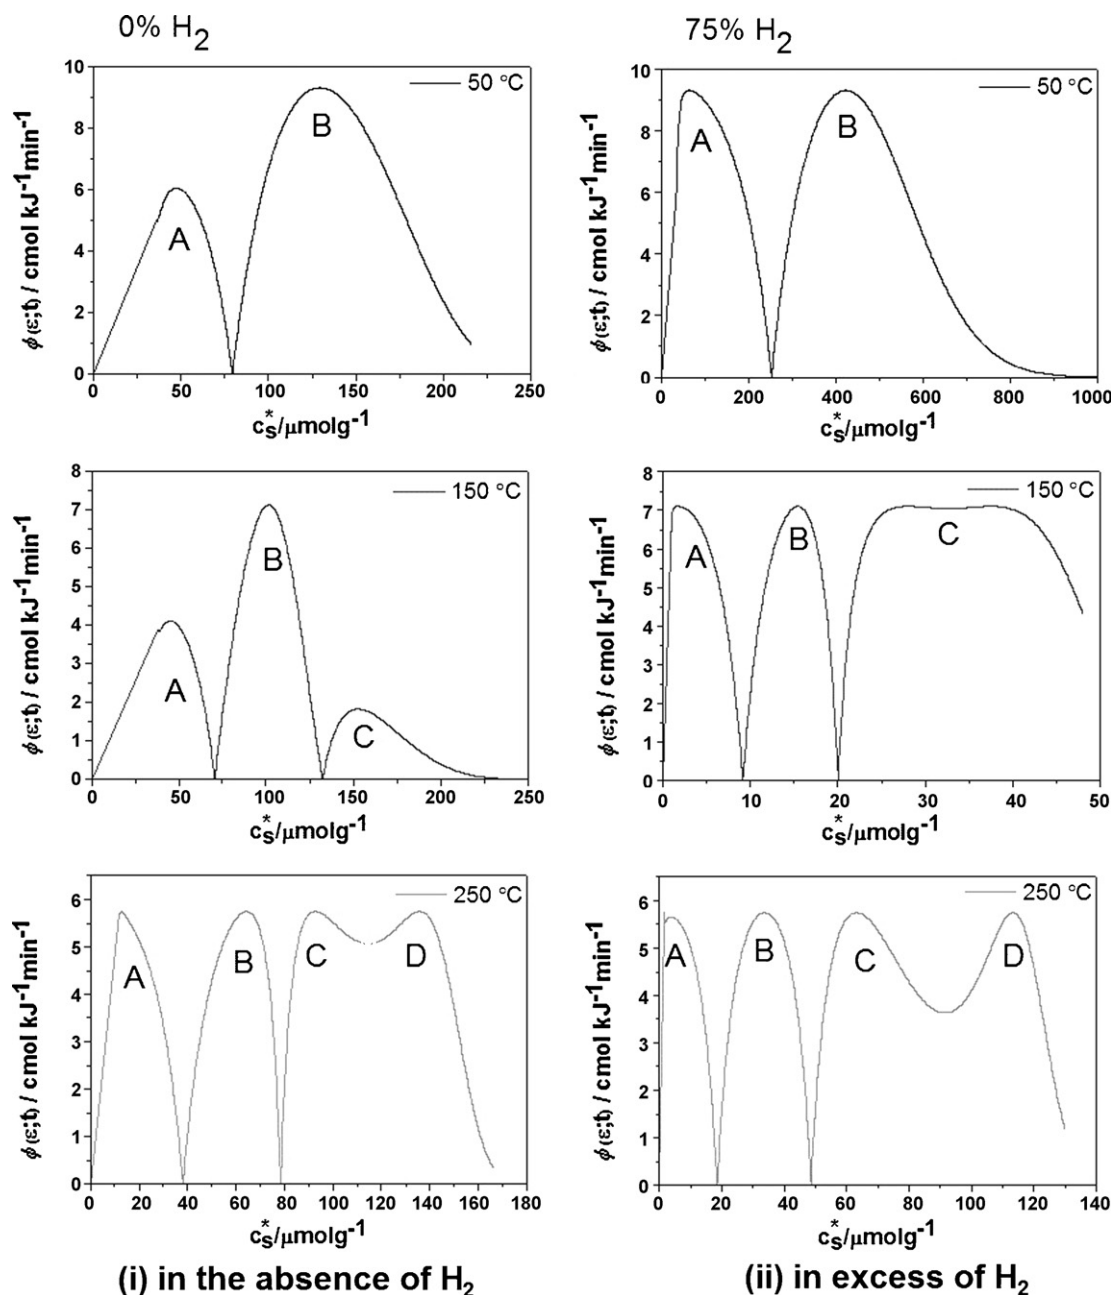 0% H2
75% H2
10
8
6
4
2
0
50 °C
A
B
ϕ(ε;t) / cmol kJ-1min-1
0 50 100 150 200 250
c*s/μmolg-1
10
8
6
4
2
0
50 °C
A
B
ϕ(ε;t) / cmol kJ-1min-1
0 200 400 600 800 1000
c*s/μmolg-1
8
7
6
5
4
3
2
1
0
150 °C
A
B
C
ϕ(ε;t) / cmol kJ-1min-1
0 50 100 150 200 250
c*s/μmolg-1
8
7
6
5
4
3
2
1
0
150 °C
A
B
C
ϕ(ε;t) / cmol kJ-1min-1
0 10 20 30 40 50
c*s/μmolg-1
6
5
4
3
2
1
0
250 °C
A
B
C
D
ϕ(ε;t) / cmol kJ-1min-1
0 20 40 60 80 100 120 140 160 180
c*s/μmolg-1
6
5
4
3
2
1
0
250 °C
A
B
C
D
ϕ(ε;t) / cmol kJ-1min-1
0 20 40 60 80 100 120 140
c*s/μmolg-1
(i) in the absence of H2
(ii) in excess of H2